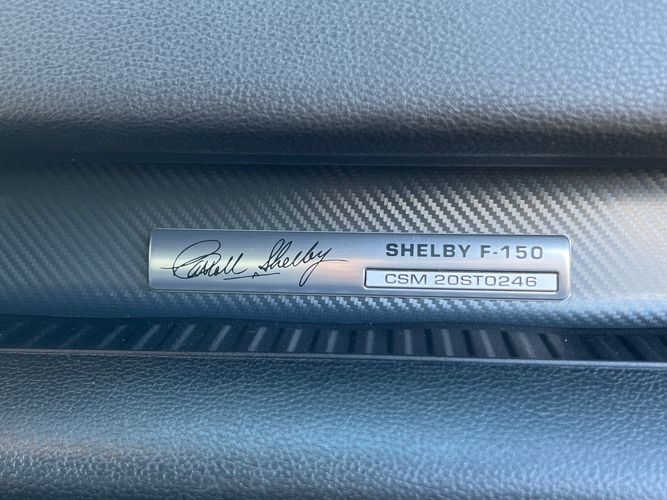 Carroll Shelby
SHELBY F-150
CSM 20ST0246